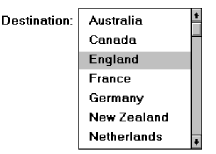 Destination: Australia
Canada
England
France
Germany
New Zealand
Netherlands